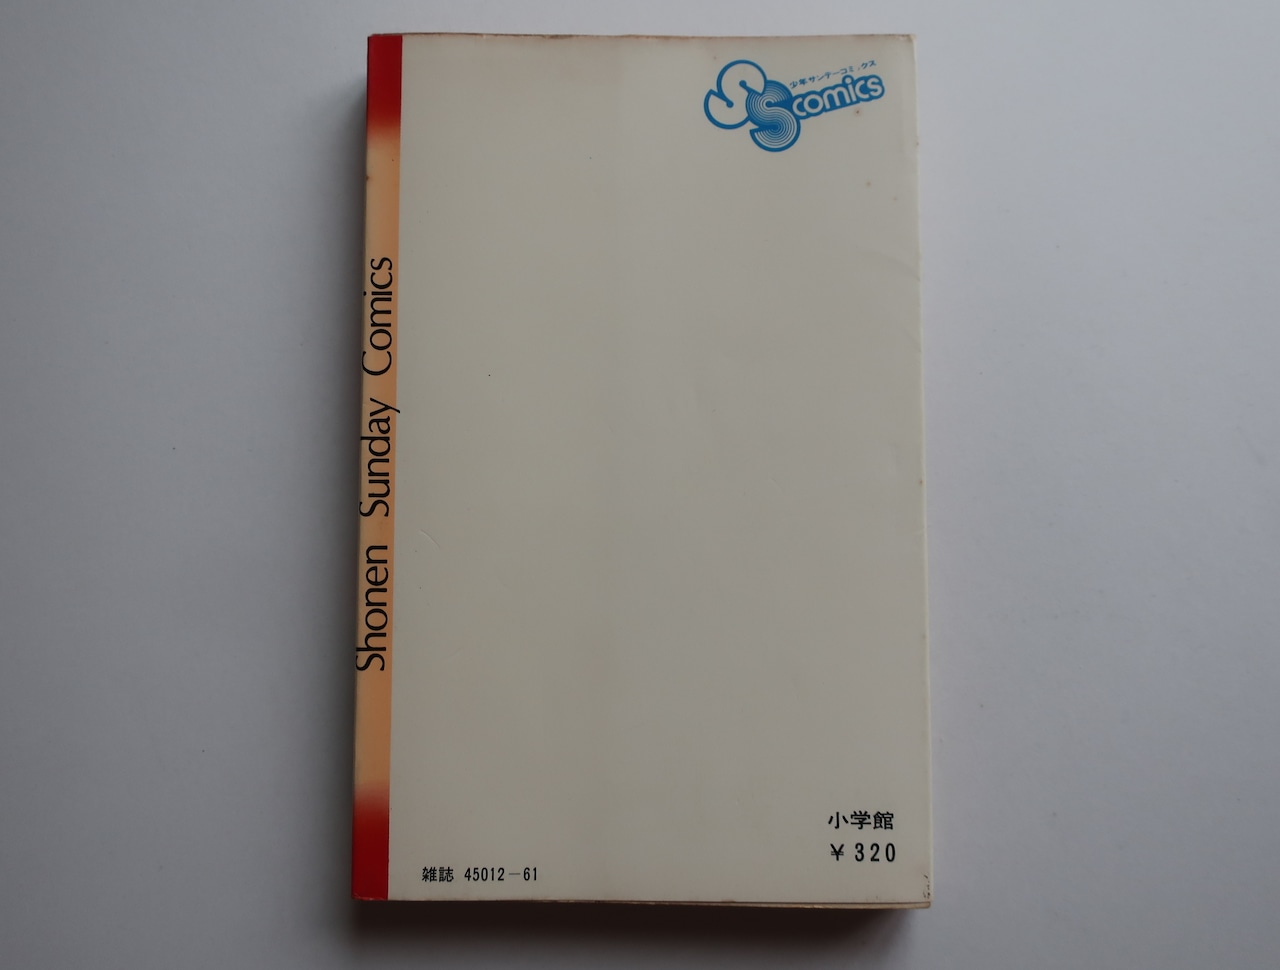 少年サンデーコミックス
SS comics
Shonen Sunday Comics
小学館
¥320
雑誌 45012-61